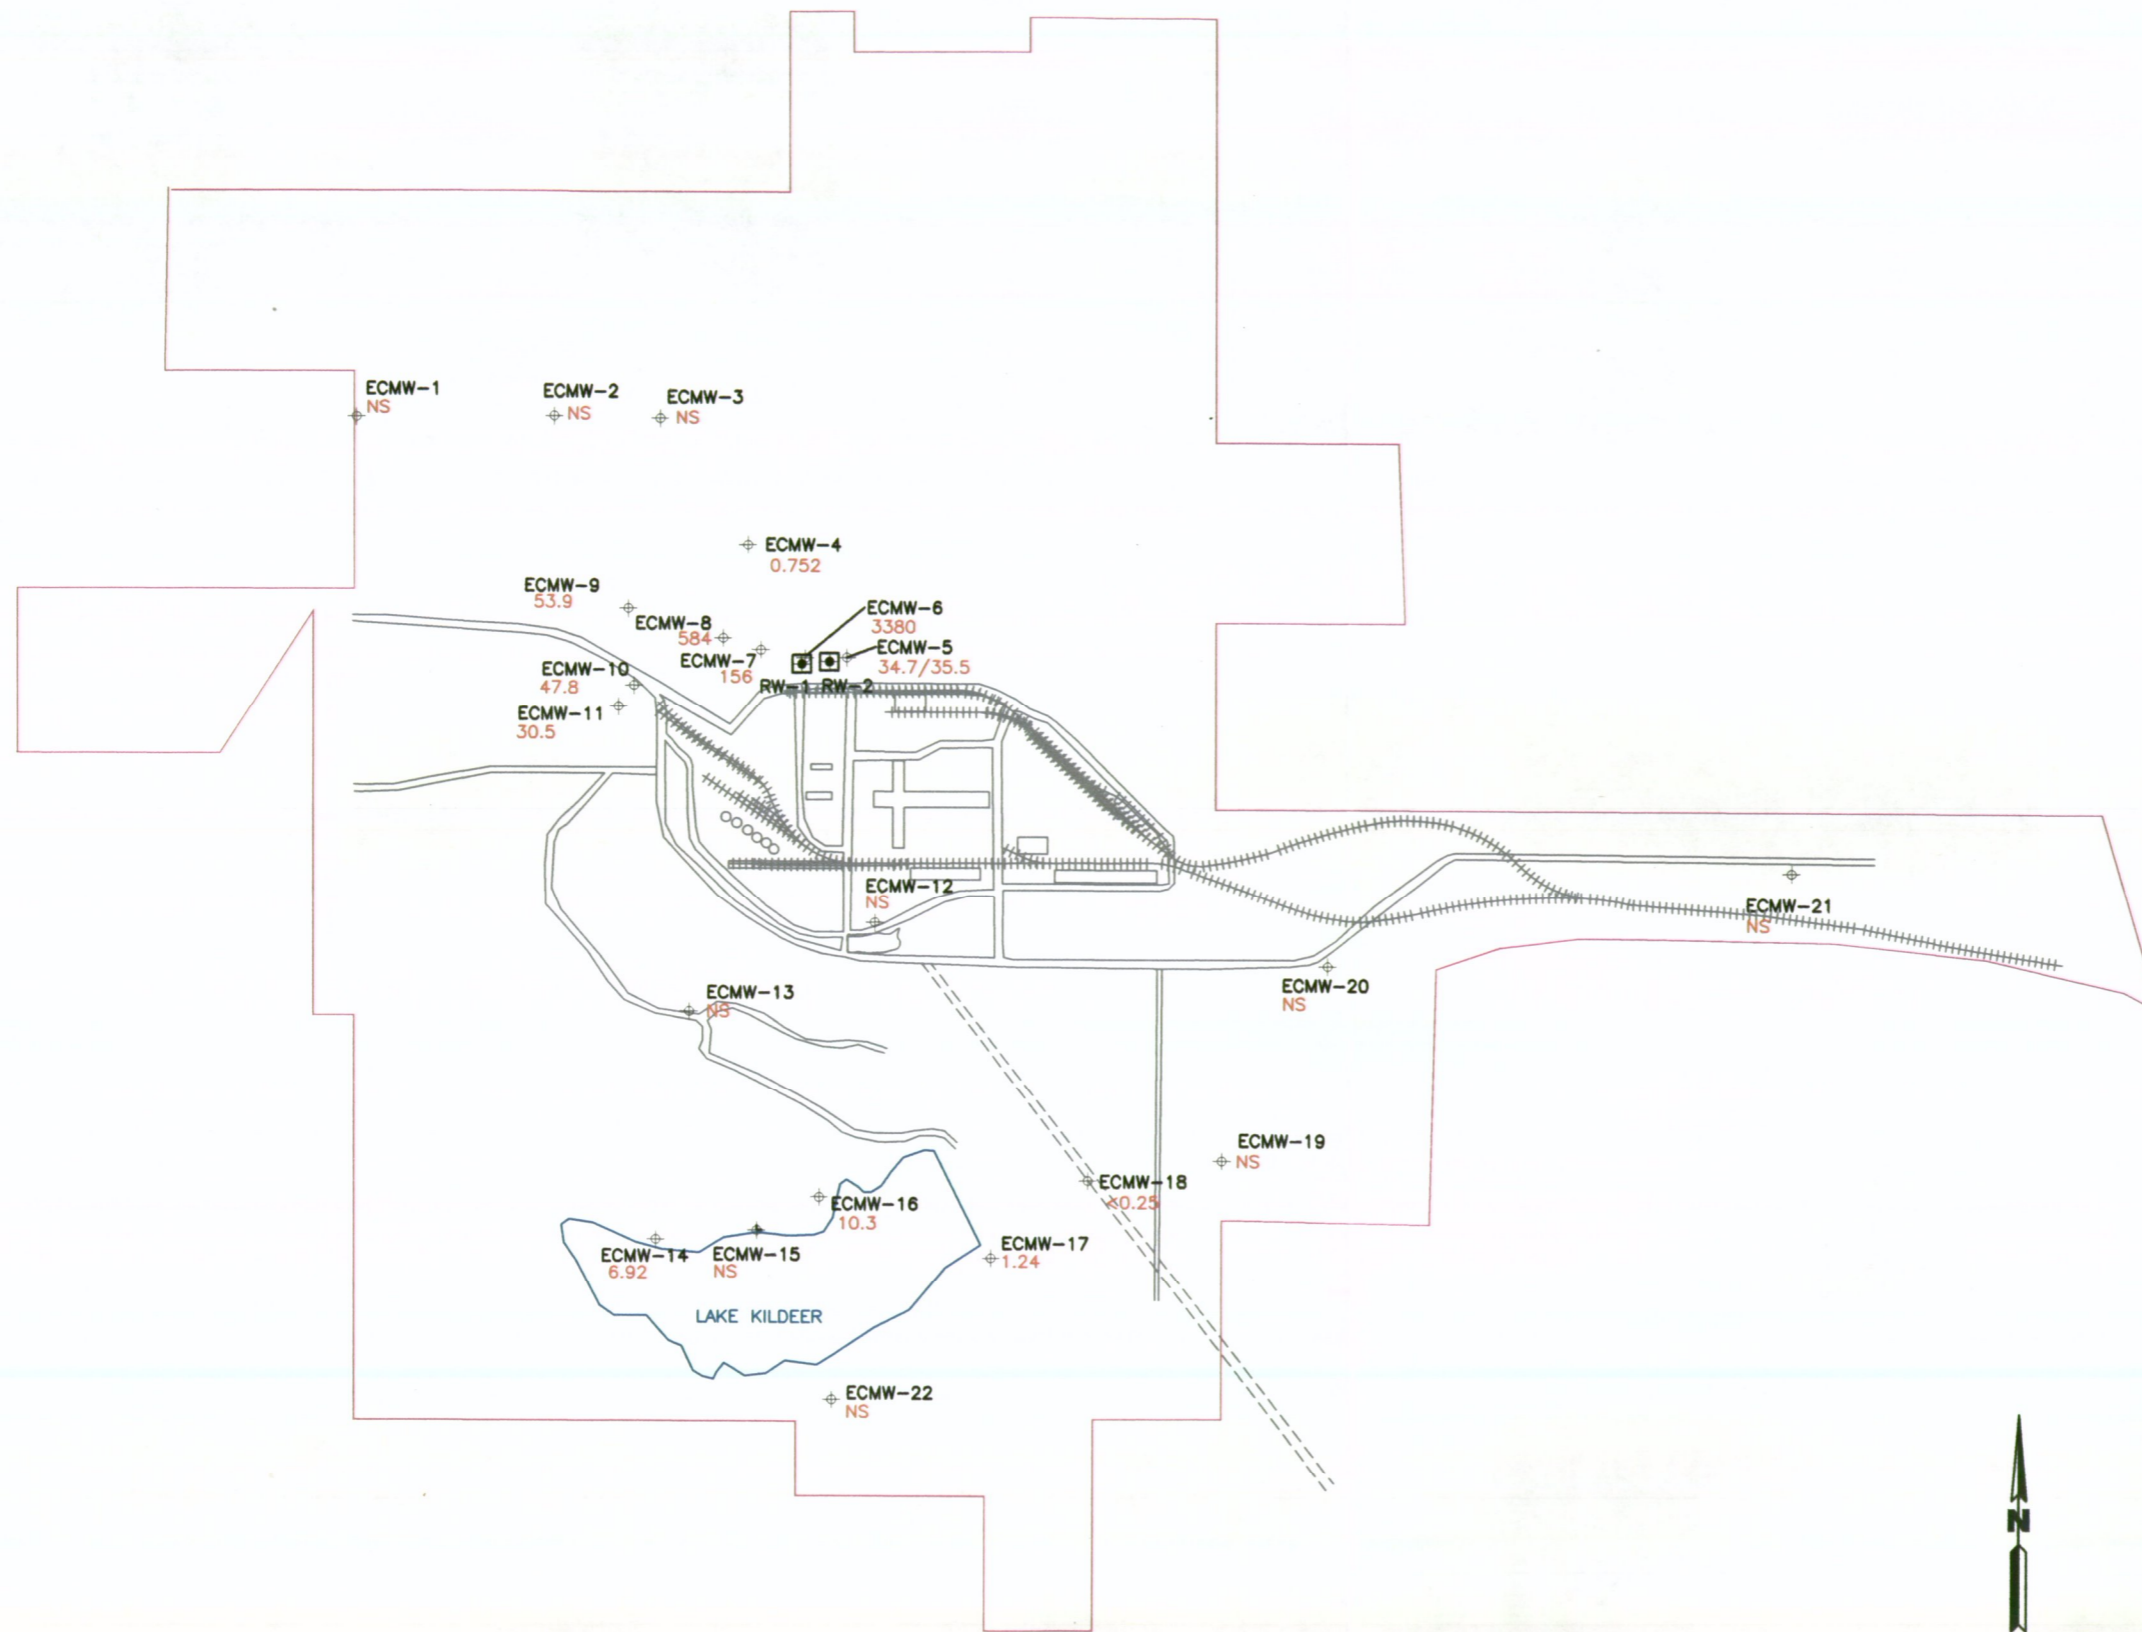 ECMW-1
NS
ECMW-2
NS
ECMW-3
NS
ECMW-4
0.752
ECMW-9
53.9
ECMW-8
584
ECMW-6
3380
ECMW-7
156
ECMW-5
34.7/35.5
ECMW-10
47.8
RW-1
RW-2
ECMW-11
30.5
ECMW-12
NS
ECMW-21
NS
ECMW-13
NS
ECMW-20
NS
ECMW-19
NS
ECMW-18
<0.25
ECMW-16
10.3
ECMW-17
1.24
ECMW-14
6.92
ECMW-15
NS
LAKE KILDEER
ECMW-22
NS
N